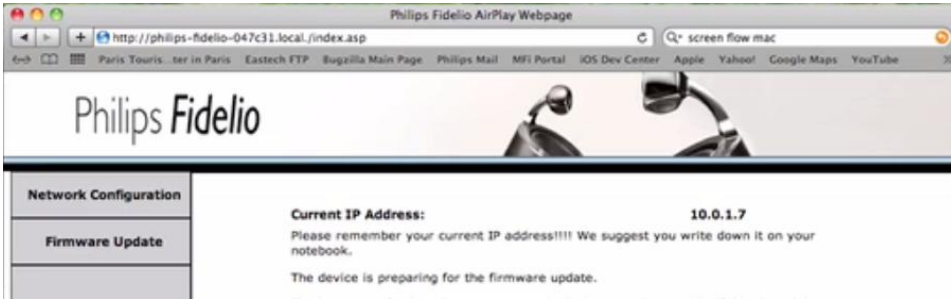 Philips Fidelio AirPlay Webpage
http://philips-fidelio-047c31.local./index.asp
screen flow mac
Paris Touris...ter in Paris Eastech FTP Bugzilla Main Page Philips Mail MFi Portal iOS Dev Center Apple Yahoo! Google Maps YouTube
Philips Fidelio
Network Configuration
Firmware Update
Current IP Address: 10.0.1.7
Please remember your current IP address!!!! We suggest you write down it on your
notebook.
The device is preparing for the firmware update.